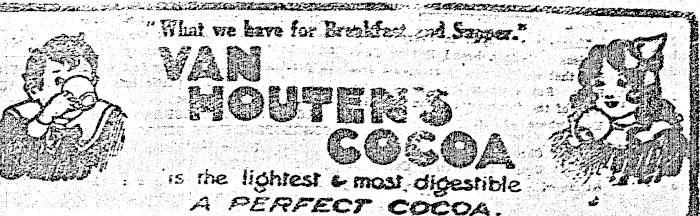 "What we have for Breakfast and Supper."
VAN
HOUTEN'S
COCOA
is the lightest & most digestible
A PERFECT COCOA.